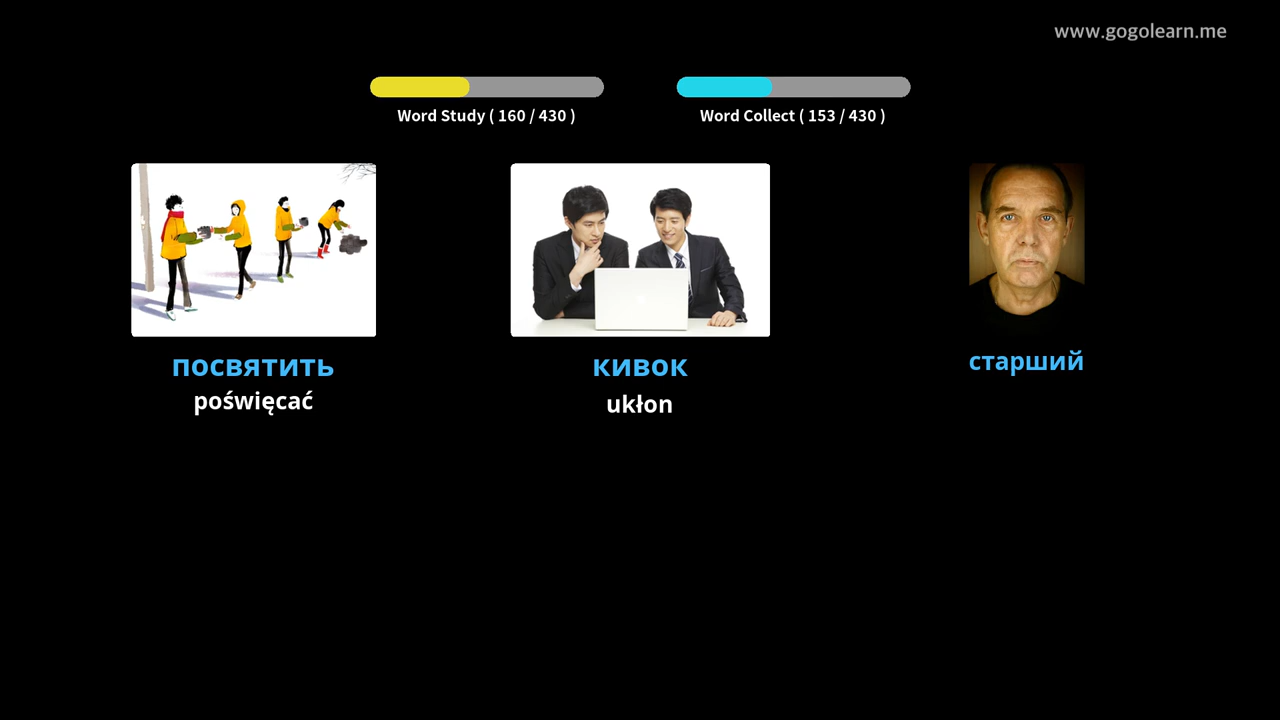 www.gogolearn.me
Word Study ( 160 / 430 )
Word Collect ( 153 / 430 )
посвятить
poświęcać
кивок
ukłon
старший